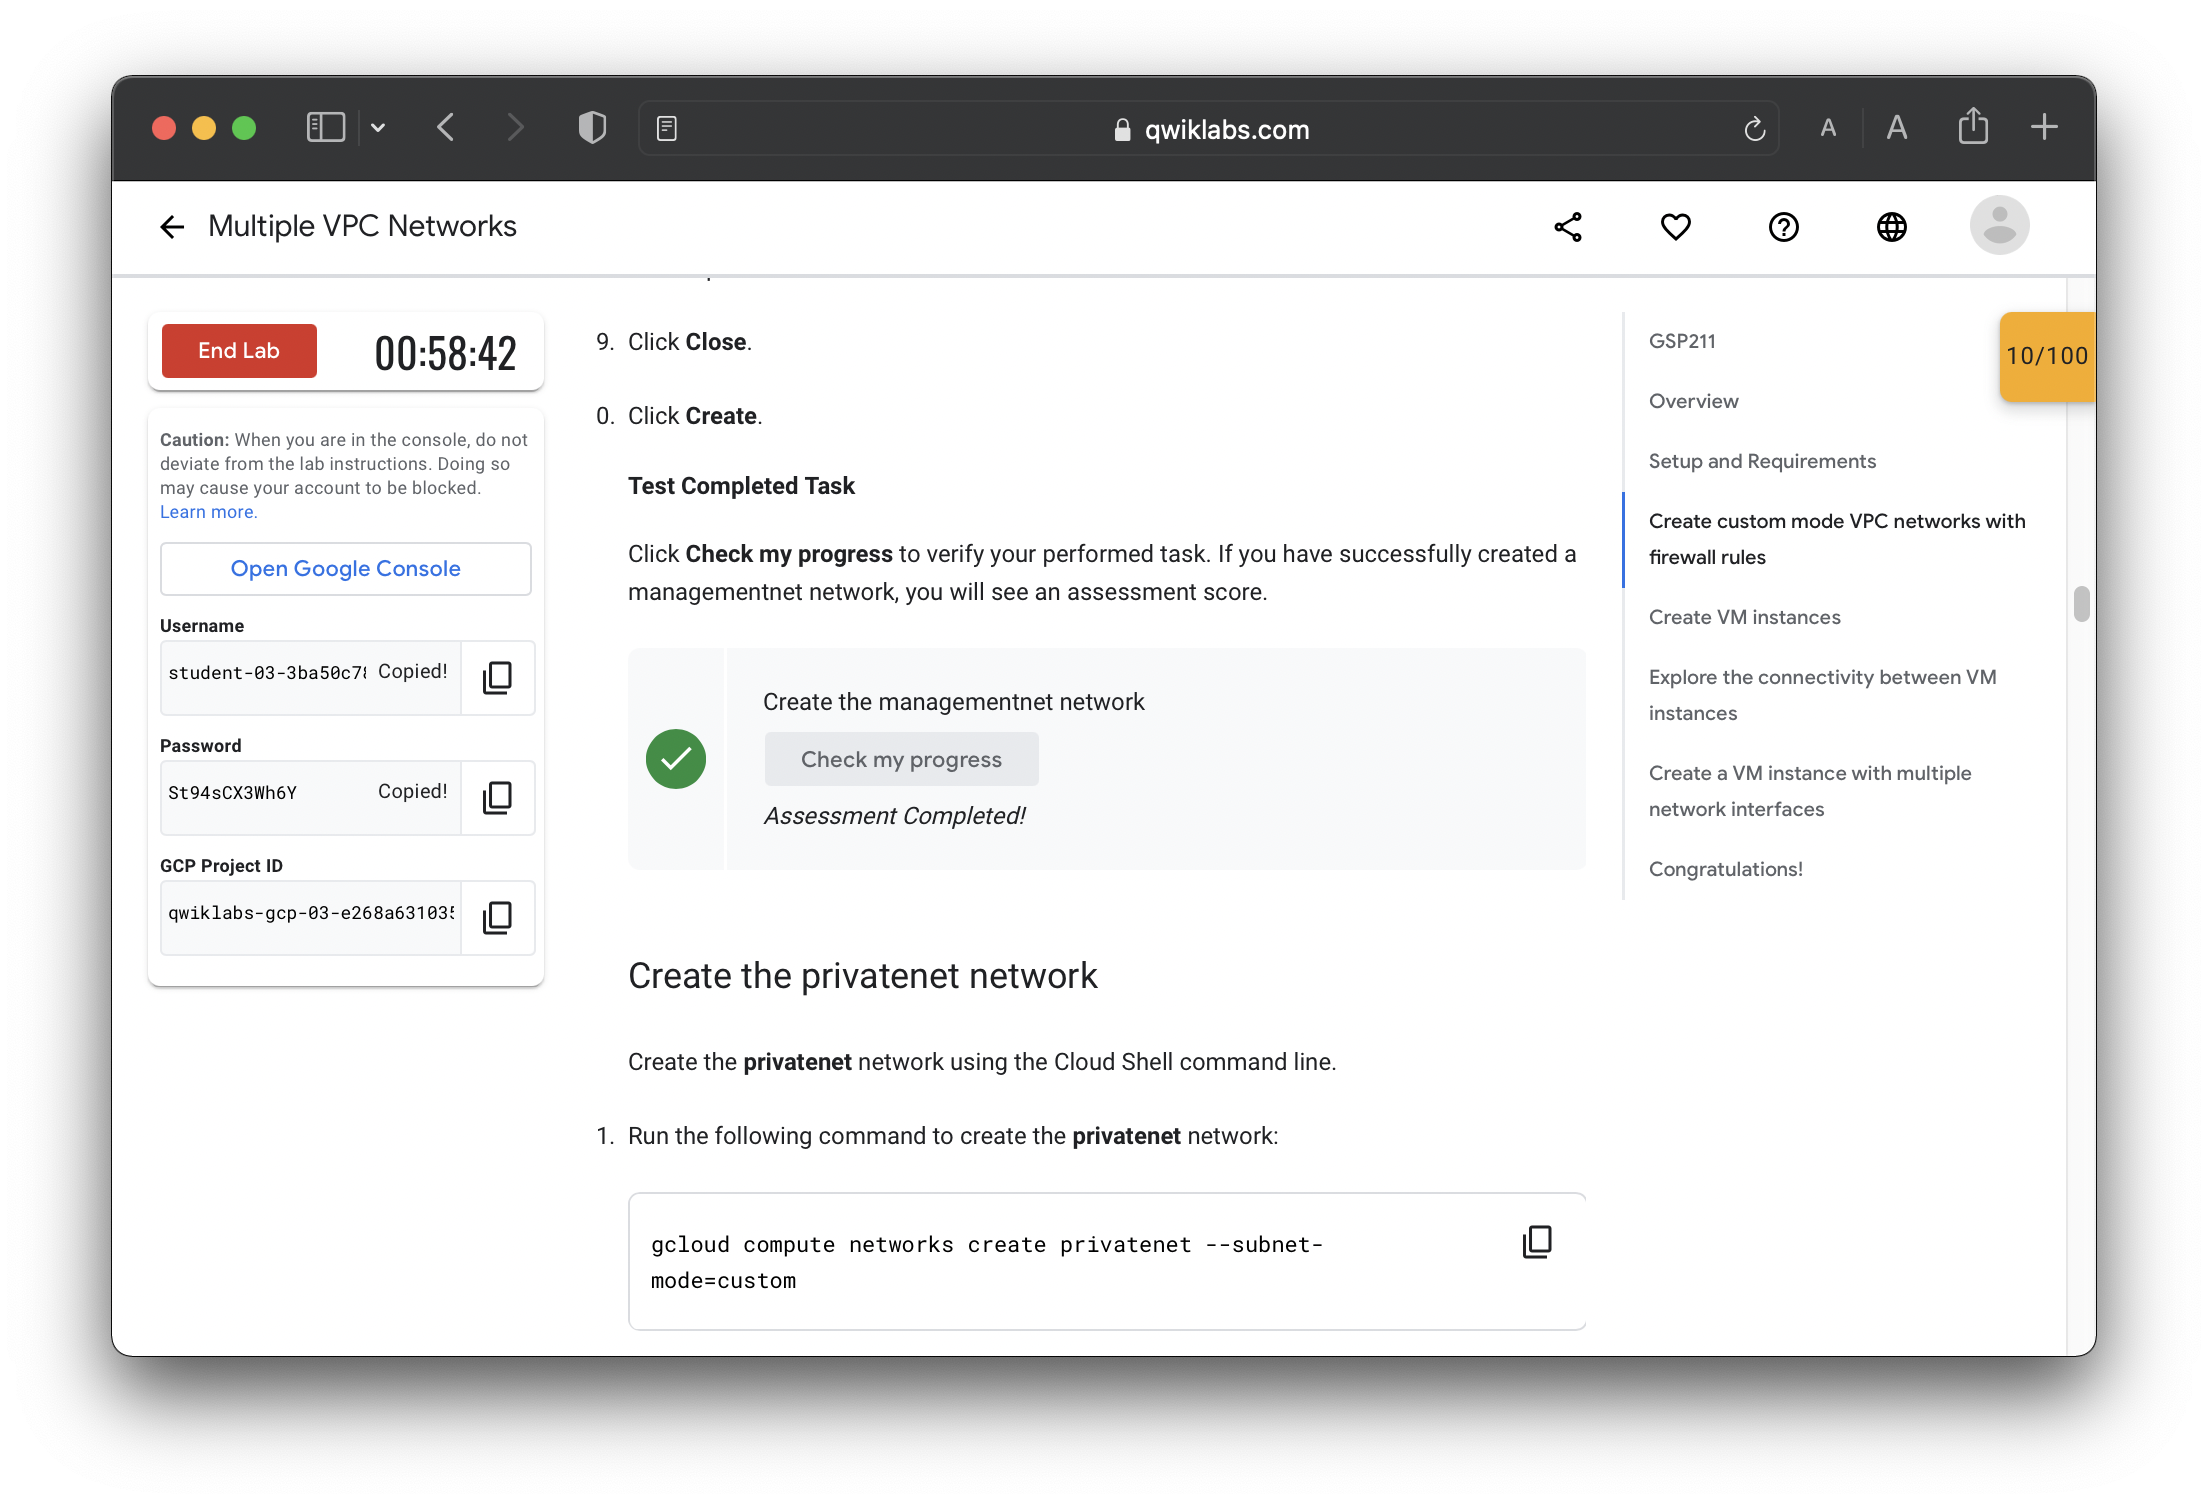 qwiklabs.com
A A
Multiple VPC Networks
End Lab
00:58:42
Caution: When you are in the console, do not
deviate from the lab instructions. Doing so
may cause your account to be blocked.
Learn more.
Open Google Console
Username
student-03-3ba50c78
Copied!
Password
St94sCX3Wh6Y
Copied!
GCP Project ID
qwiklabs-gcp-03-e268a631035
9. Click Close.
0. Click Create.
Test Completed Task
Click Check my progress to verify your performed task. If you have successfully created a
managementnet network, you will see an assessment score.
Create the managementnet network
Check my progress
Assessment Completed!
Create the privatenet network
Create the privatenet network using the Cloud Shell command line.
1. Run the following command to create the privatenet network:
gcloud compute networks create privatenet --subnet-
mode=custom
GSP211
Overview
Setup and Requirements
Create custom mode VPC networks with
firewall rules
Create VM instances
Explore the connectivity between VM
instances
Create a VM instance with multiple
network interfaces
Congratulations!
10/100